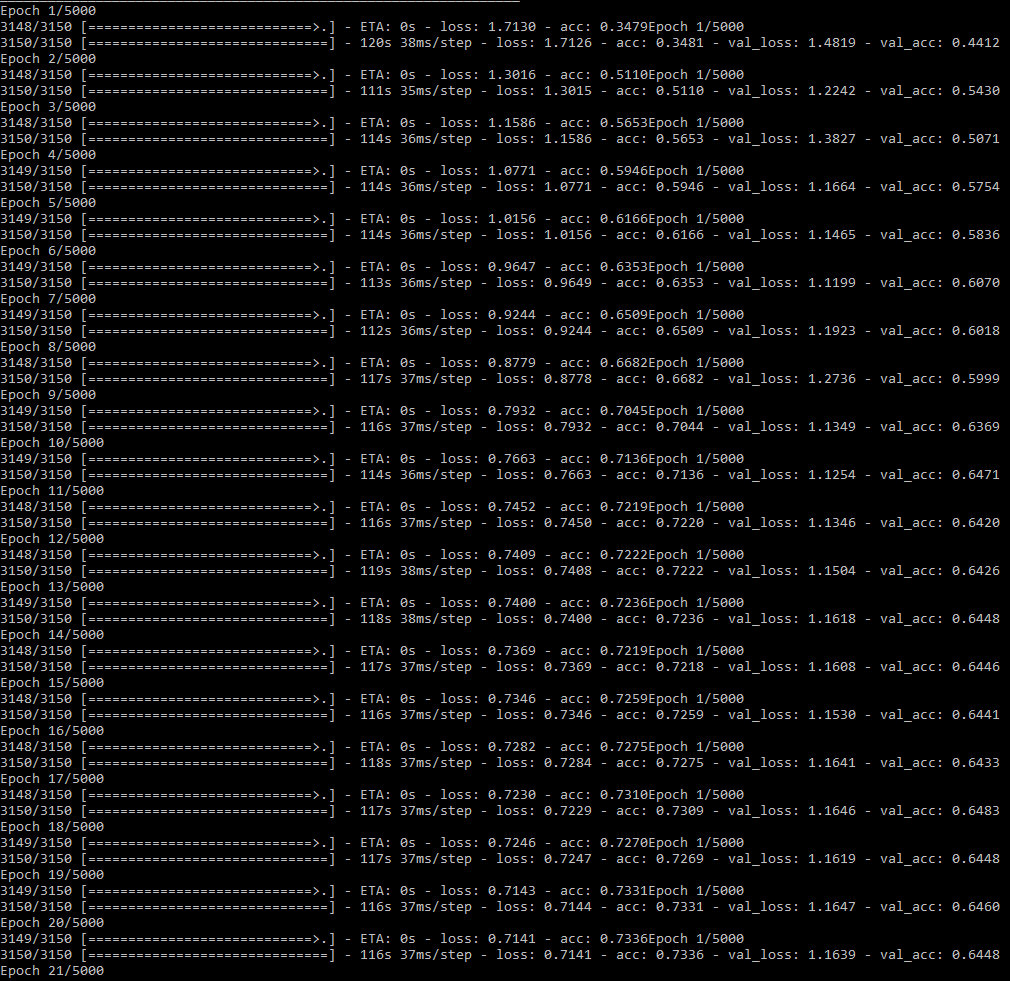 Epoch 1/5000
3148/3150 [============================>.] - ETA: 0s - loss: 1.7130 - acc: 0.3479Epoch 1/5000
3150/3150 [==============================] - 120s 38ms/step - loss: 1.7126 - acc: 0.3481 - val_loss: 1.4819 - val_acc: 0.4412
Epoch 2/5000
3148/3150 [============================>.] - ETA: 0s - loss: 1.3016 - acc: 0.5110Epoch 1/5000
3150/3150 [==============================] - 111s 35ms/step - loss: 1.3015 - acc: 0.5110 - val_loss: 1.2242 - val_acc: 0.5430
Epoch 3/5000
3148/3150 [============================>.] - ETA: 0s - loss: 1.1586 - acc: 0.5653Epoch 1/5000
3150/3150 [==============================] - 114s 36ms/step - loss: 1.1586 - acc: 0.5653 - val_loss: 1.3827 - val_acc: 0.5071
Epoch 4/5000
3149/3150 [============================>.] - ETA: 0s - loss: 1.0771 - acc: 0.5946Epoch 1/5000
3150/3150 [==============================] - 114s 36ms/step - loss: 1.0771 - acc: 0.5946 - val_loss: 1.1664 - val_acc: 0.5754
Epoch 5/5000
3149/3150 [============================>.] - ETA: 0s - loss: 1.0156 - acc: 0.6166Epoch 1/5000
3150/3150 [==============================] - 114s 36ms/step - loss: 1.0156 - acc: 0.6166 - val_loss: 1.1465 - val_acc: 0.5836
Epoch 6/5000
3149/3150 [============================>.] - ETA: 0s - loss: 0.9647 - acc: 0.6353Epoch 1/5000
3150/3150 [==============================] - 113s 36ms/step - loss: 0.9649 - acc: 0.6353 - val_loss: 1.1199 - val_acc: 0.6070
Epoch 7/5000
3149/3150 [============================>.] - ETA: 0s - loss: 0.9244 - acc: 0.6509Epoch 1/5000
3150/3150 [==============================] - 112s 36ms/step - loss: 0.9244 - acc: 0.6509 - val_loss: 1.1923 - val_acc: 0.6018
Epoch 8/5000
3148/3150 [============================>.] - ETA: 0s - loss: 0.8779 - acc: 0.6682Epoch 1/5000
3150/3150 [==============================] - 117s 37ms/step - loss: 0.8778 - acc: 0.6682 - val_loss: 1.2736 - val_acc: 0.5999
Epoch 9/5000
3149/3150 [============================>.] - ETA: 0s - loss: 0.7932 - acc: 0.7045Epoch 1/5000
3150/3150 [==============================] - 116s 37ms/step - loss: 0.7932 - acc: 0.7044 - val_loss: 1.1349 - val_acc: 0.6369
Epoch 10/5000
3149/3150 [============================>.] - ETA: 0s - loss: 0.7663 - acc: 0.7136Epoch 1/5000
3150/3150 [==============================] - 114s 36ms/step - loss: 0.7663 - acc: 0.7136 - val_loss: 1.1254 - val_acc: 0.6471
Epoch 11/5000
3148/3150 [============================>.] - ETA: 0s - loss: 0.7452 - acc: 0.7219Epoch 1/5000
3150/3150 [==============================] - 116s 37ms/step - loss: 0.7450 - acc: 0.7220 - val_loss: 1.1346 - val_acc: 0.6420
Epoch 12/5000
3148/3150 [============================>.] - ETA: 0s - loss: 0.7409 - acc: 0.7222Epoch 1/5000
3150/3150 [==============================] - 119s 38ms/step - loss: 0.7408 - acc: 0.7222 - val_loss: 1.1504 - val_acc: 0.6426
Epoch 13/5000
3149/3150 [============================>.] - ETA: 0s - loss: 0.7400 - acc: 0.7236Epoch 1/5000
3150/3150 [==============================] - 118s 38ms/step - loss: 0.7400 - acc: 0.7236 - val_loss: 1.1618 - val_acc: 0.6448
Epoch 14/5000
3148/3150 [============================>.] - ETA: 0s - loss: 0.7369 - acc: 0.7219Epoch 1/5000
3150/3150 [==============================] - 117s 37ms/step - loss: 0.7369 - acc: 0.7218 - val_loss: 1.1608 - val_acc: 0.6446
Epoch 15/5000
3148/3150 [============================>.] - ETA: 0s - loss: 0.7346 - acc: 0.7259Epoch 1/5000
3150/3150 [==============================] - 116s 37ms/step - loss: 0.7346 - acc: 0.7259 - val_loss: 1.1530 - val_acc: 0.6441
Epoch 16/5000
3148/3150 [============================>.] - ETA: 0s - loss: 0.7282 - acc: 0.7275Epoch 1/5000
3150/3150 [==============================] - 118s 37ms/step - loss: 0.7284 - acc: 0.7275 - val_loss: 1.1641 - val_acc: 0.6433
Epoch 17/5000
3148/3150 [============================>.] - ETA: 0s - loss: 0.7230 - acc: 0.7310Epoch 1/5000
3150/3150 [==============================] - 117s 37ms/step - loss: 0.7229 - acc: 0.7309 - val_loss: 1.1646 - val_acc: 0.6483
Epoch 18/5000
3149/3150 [============================>.] - ETA: 0s - loss: 0.7246 - acc: 0.7270Epoch 1/5000
3150/3150 [==============================] - 117s 37ms/step - loss: 0.7247 - acc: 0.7269 - val_loss: 1.1619 - val_acc: 0.6448
Epoch 19/5000
3149/3150 [============================>.] - ETA: 0s - loss: 0.7143 - acc: 0.7331Epoch 1/5000
3150/3150 [==============================] - 116s 37ms/step - loss: 0.7144 - acc: 0.7331 - val_loss: 1.1647 - val_acc: 0.6460
Epoch 20/5000
3149/3150 [============================>.] - ETA: 0s - loss: 0.7141 - acc: 0.7336Epoch 1/5000
3150/3150 [==============================] - 116s 37ms/step - loss: 0.7141 - acc: 0.7336 - val_loss: 1.1639 - val_acc: 0.6448
Epoch 21/5000